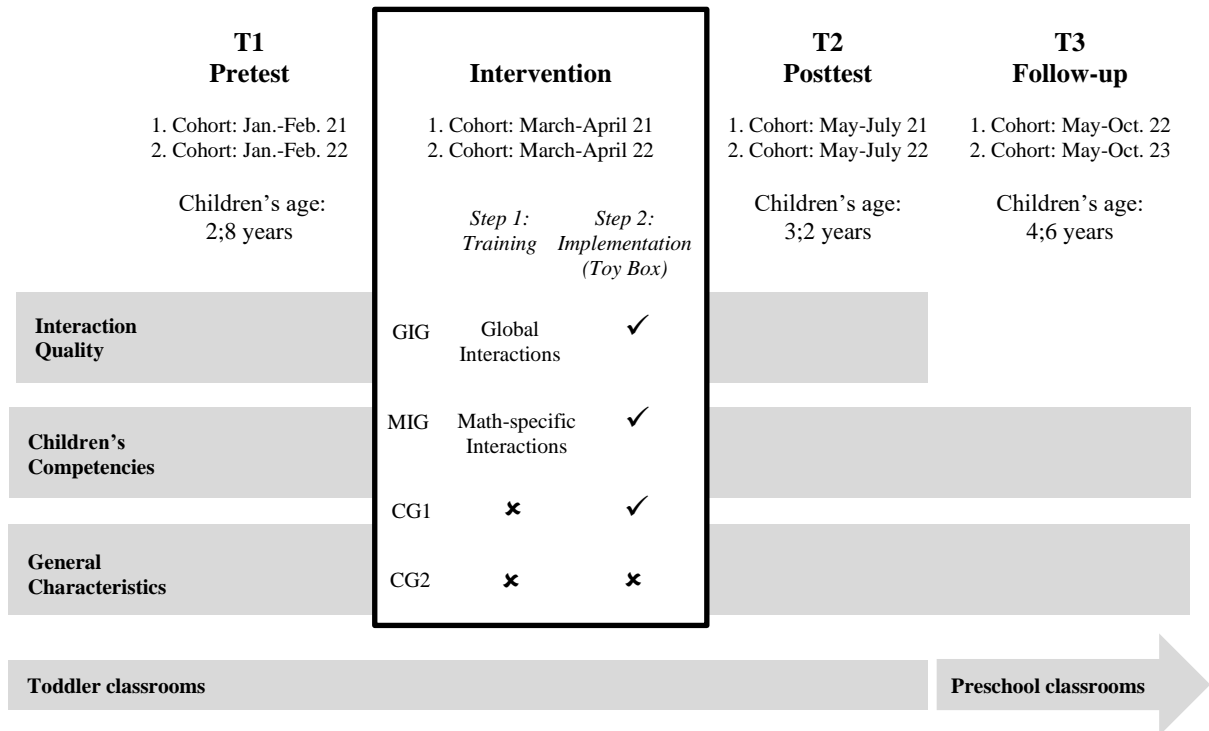 T1
Pretest
1. Cohort: Jan.-Feb. 21
2. Cohort: Jan.-Feb. 22
Children's age:
2;8 years
Intervention
1. Cohort: March-April 21
2. Cohort: March-April 22
Step 1:
Training
Step 2:
Implementation
(Toy Box)
T2
Posttest
1. Cohort: May-July 21
2. Cohort: May-July 22
Children's age:
3;2 years
T3
Follow-up
1. Cohort: May-Oct. 22
2. Cohort: May-Oct. 23
Children's age:
4;6 years
Interaction
Quality
GIG Global
Interactions ✓
Children's
Competencies
MIG Math-specific
Interactions ✓
CG1 ✘ ✓
General
Characteristics
CG2 ✘ ✘
Toddler classrooms
Preschool classrooms